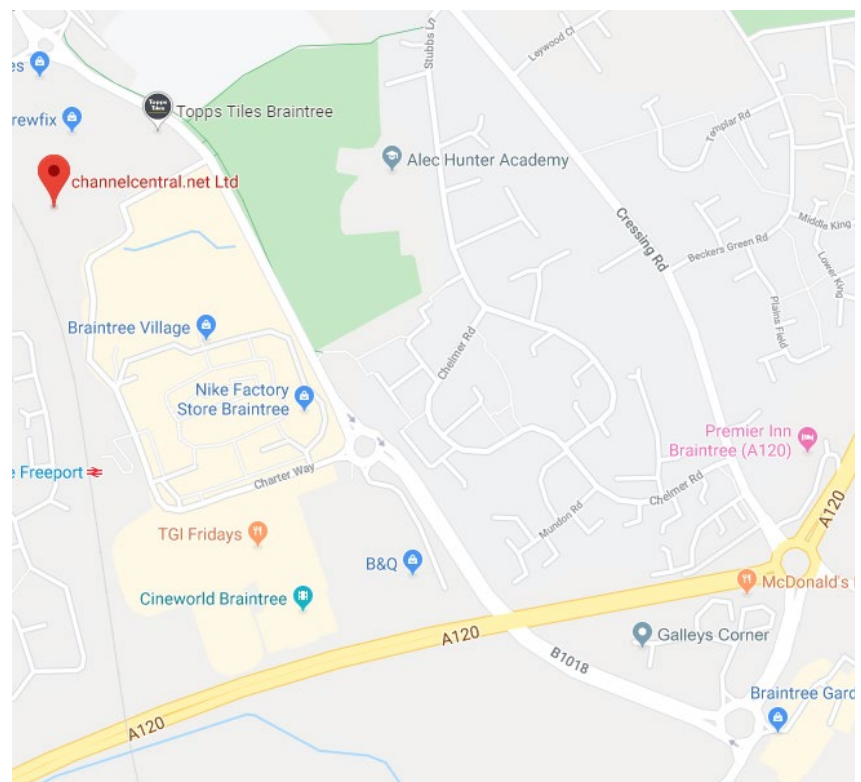 Stubbs Ln
Leywood Cl
es
Topps
Tiles
Topps Tiles Braintree
rewfix
Templar Rd
Alec Hunter Academy
channelcentral.net Ltd
Cressing Rd
Middle King
Beckers Green Rd
Lower King
Plains Field
Braintree Village
Chelmer Rd
Nike Factory
Store Braintree
Premier Inn
Braintree (A120)
e Freeport
Charter Way
Chelmer Rd
A120
Mundon Rd
TGI Fridays
B&Q
McDonald's
Cineworld Braintree
A120
Galleys Corner
B1018
Braintree Gard
A120